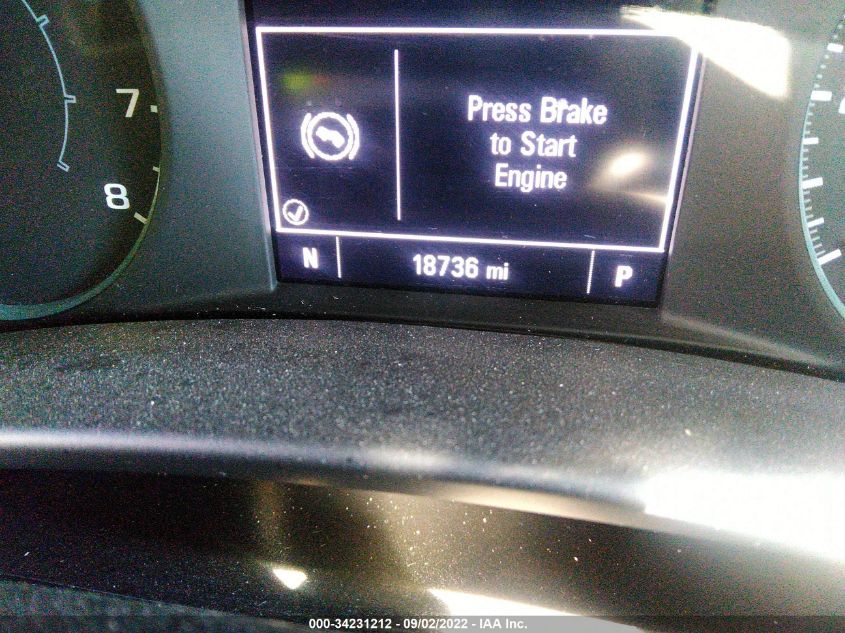 7
8
Press Brake
to Start
Engine
N
18736 mi
P
000-34231212 - 09/02/2022 - IAA Inc.